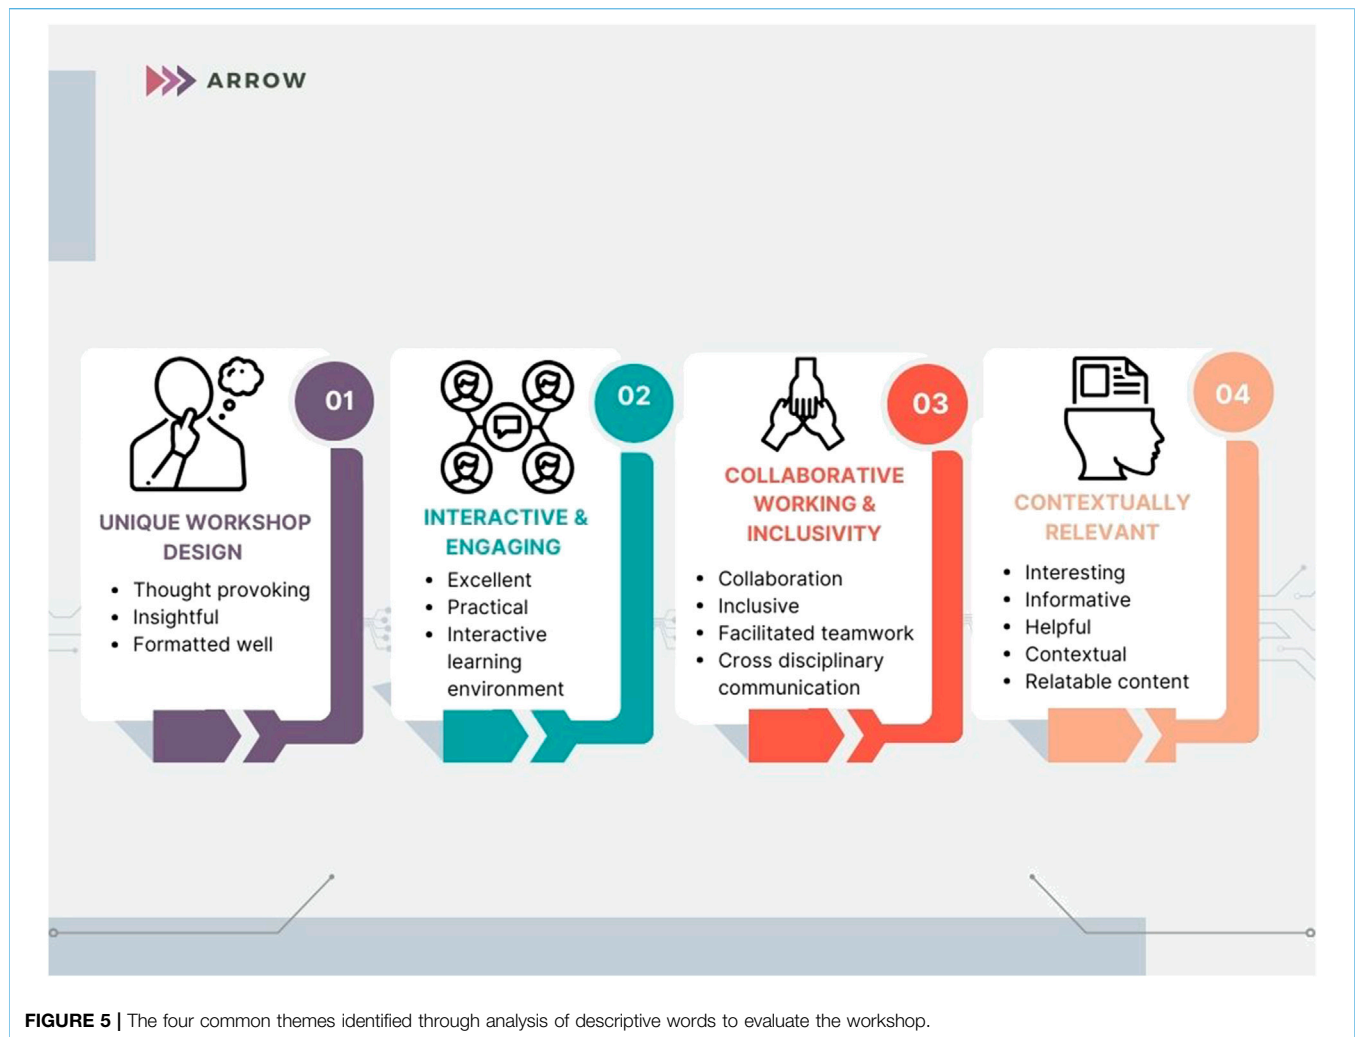 ARROW
01
UNIQUE WORKSHOP
DESIGN
• Thought provoking
• Insightful
• Formatted well
02
INTERACTIVE &
ENGAGING
• Excellent
• Practical
• Interactive
learning
environment
03
COLLABORATIVE
WORKING &
INCLUSIVITY
• Collaboration
• Inclusive
• Facilitated teamwork
• Cross disciplinary
communication
04
CONTEXTUALLY
RELEVANT
• Interesting
• Informative
• Helpful
• Contextual
• Relatable content
FIGURE 5 | The four common themes identified through analysis of descriptive words to evaluate the workshop.